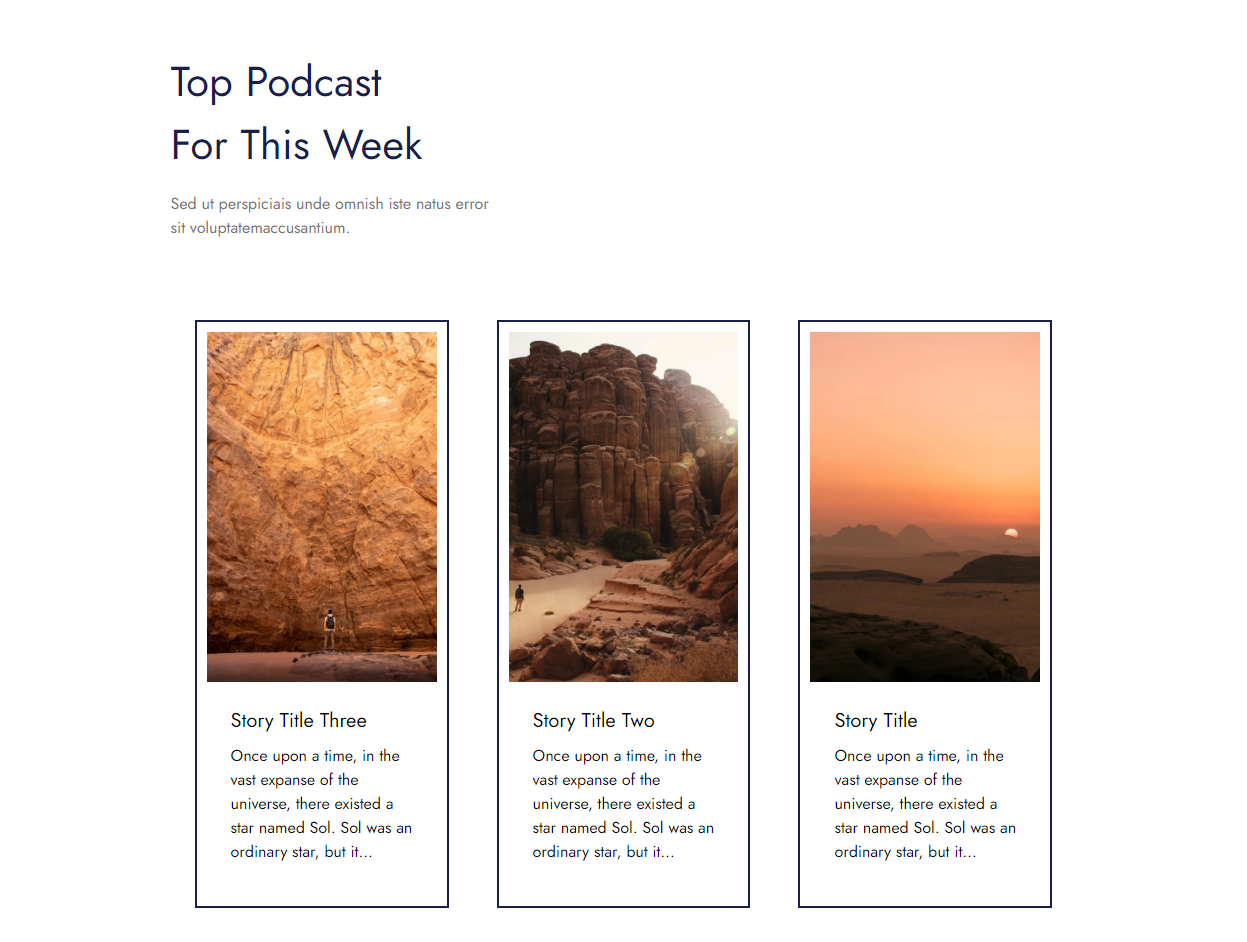 Top Podcast
For This Week
Sed ut perspiciais unde omnish iste natus error
sit voluptatemaccusantium.
Story Title Three
Once upon a time, in the
vast expanse of the
universe, there existed a
star named Sol. Sol was an
ordinary star, but it...
Story Title Two
Once upon a time, in the
vast expanse of the
universe, there existed a
star named Sol. Sol was an
ordinary star, but it...
Story Title
Once upon a time, in the
vast expanse of the
universe, there existed a
star named Sol. Sol was an
ordinary star, but it...